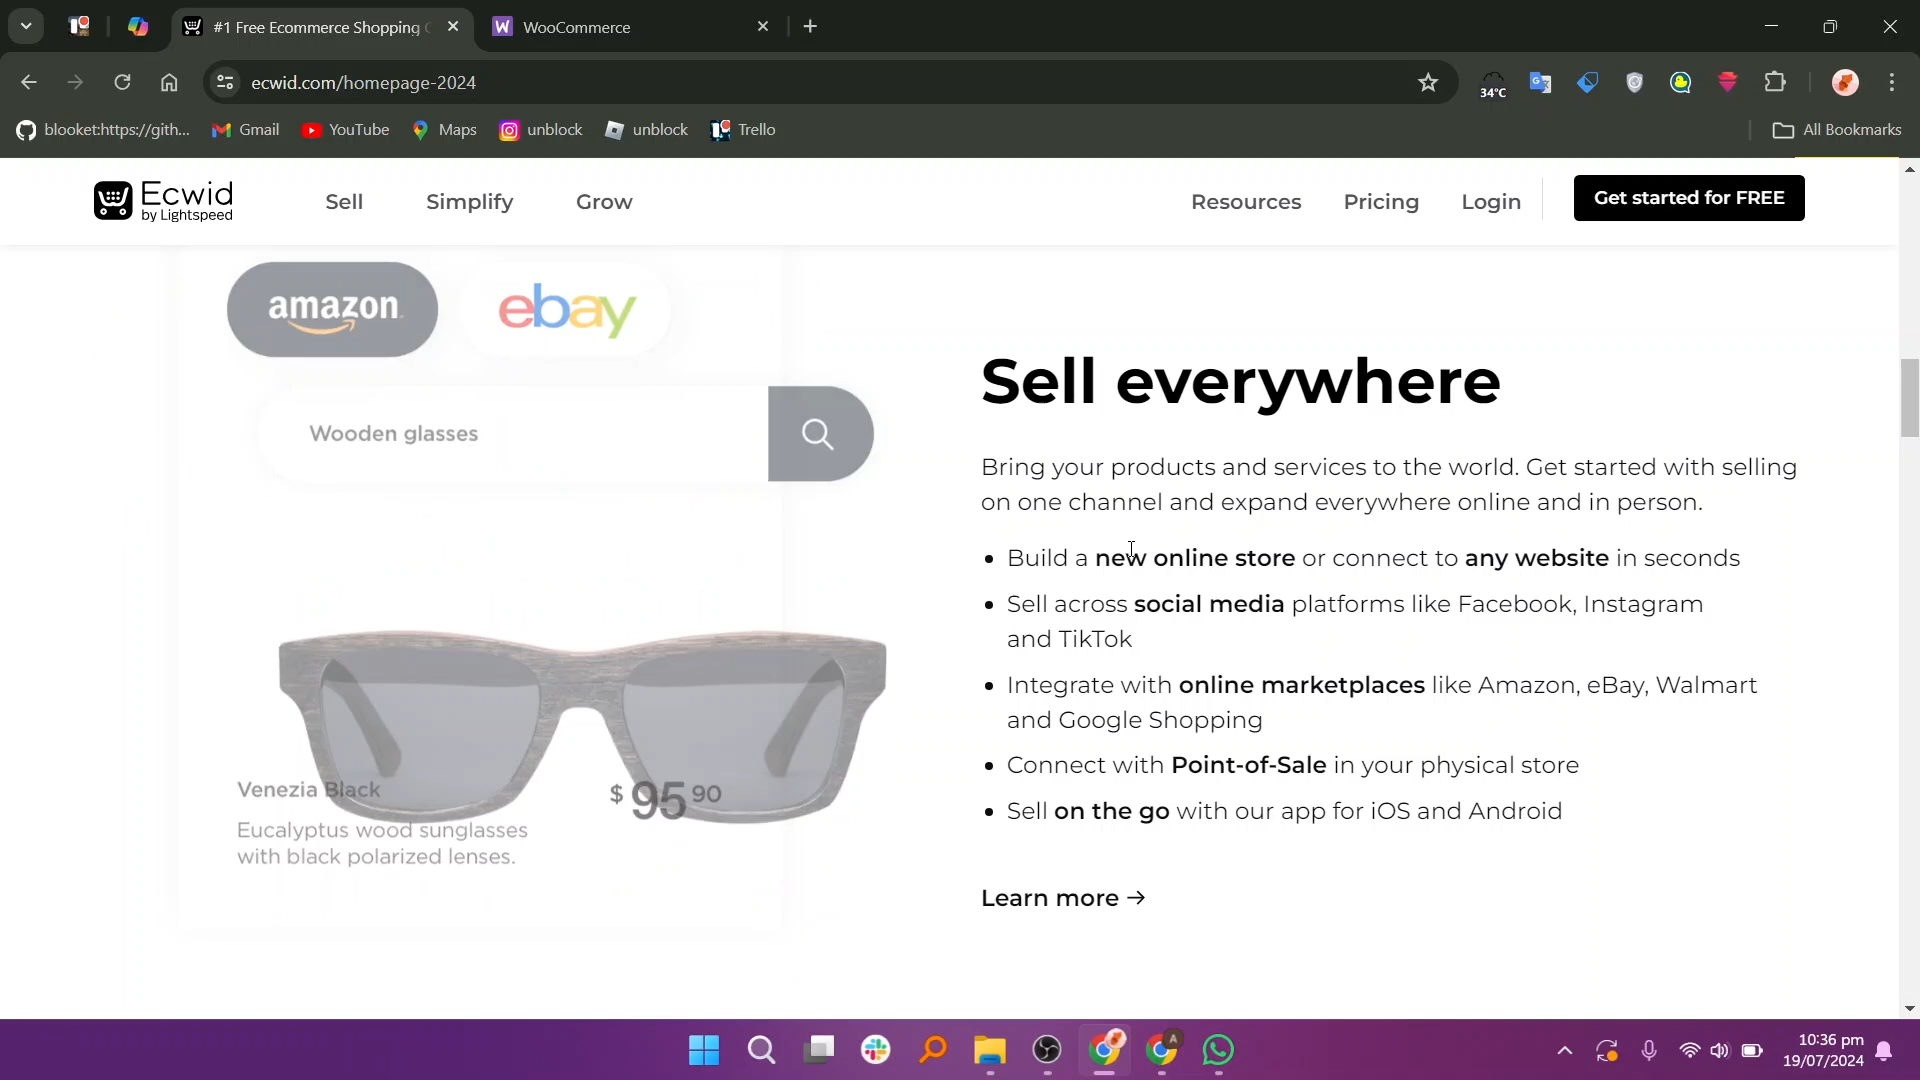 #1 Free Ecommerce Shopping
WooCommerce
ecwid.com/homepage-2024
34°C
blooket:https://gith...
Gmail
YouTube
Maps
unblock
unblock
Trello
All Bookmarks
Ecwid
by Lightspeed
Sell
Simplify
Grow
Resources
Pricing
Login
Get started for FREE
amazon
ebay
Wooden glasses
Venezia Black
$ 95 90
Eucalyptus wood sunglasses
with black polarized lenses.
Sell everywhere
Bring your products and services to the world. Get started with selling
on one channel and expand everywhere online and in person.
• Build a new online store or connect to any website in seconds
• Sell across social media platforms like Facebook, Instagram
and TikTok
• Integrate with online marketplaces like Amazon, eBay, Walmart
and Google Shopping
• Connect with Point-of-Sale in your physical store
• Sell on the go with our app for iOS and Android
Learn more →
10:36 pm
19/07/2024